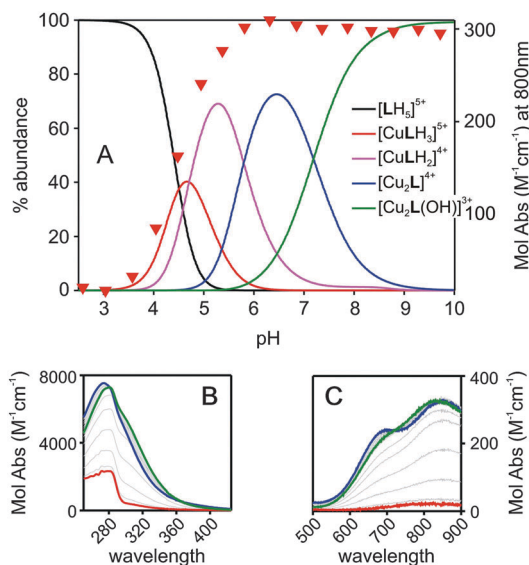 100
80
60
40
20
0
% abundance
A
[LH₅]⁵⁺
[CuLH₃]⁵⁺
[CuLH₂]⁴⁺
[Cu₂L]⁴⁺
[Cu₂L(OH)]³⁺
300
200
100
Mol Abs (M⁻¹cm⁻¹) at 800nm
3 4 5 6 7 8 9 10
pH
8000
4000
0
Mol Abs (M⁻¹cm⁻¹)
B
280 320 360 400
wavelength
C
400
200
0
Mol Abs (M⁻¹cm⁻¹)
500 600 700 800 900
wavelength